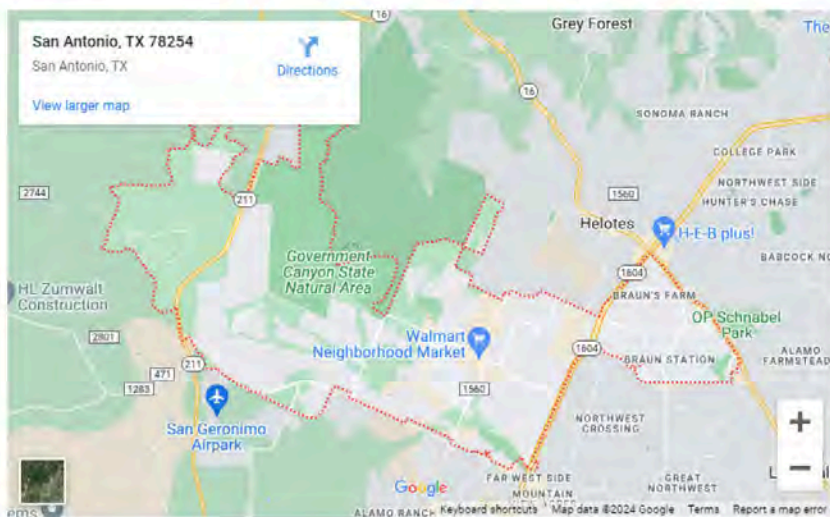 San Antonio, TX 78254
San Antonio, TX
Directions
View larger map
16
Grey Forest
The
16
SONOMA RANCH
COLLEGE PARK
2744
211
1560
NORTHWEST SIDE
HUNTER'S CHASE
Helotes
H-E-B plus!
Government
Canyon State
Natural Area
1604
BABCOCK NO
HL Zumwalt
Construction
BRAUN'S FARM
OP Schnabel
Park
2801
Walmart
Neighborhood Market
1604
ALAMO
FARMSTEAD
BRAUN STATION
211
471
1283
1560
San Geronimo
Airpark
NORTHWEST
CROSSING
+
−
FAR WEST SIDE
GREAT
NORTHWEST
L
al
Google
MOUNTAIN
ems
ALAMO RANCH
Keyboard shortcuts
Map data ©2024 Google
Terms
Report a map error